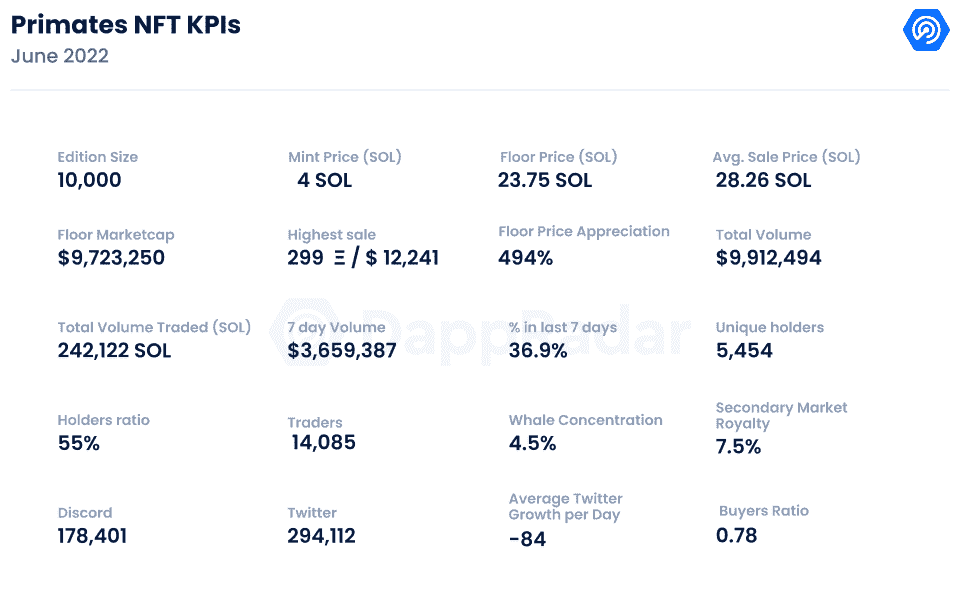 Primates NFT KPIs
June 2022
Edition Size
10,000
Mint Price (SOL)
4 SOL
Floor Price (SOL)
23.75 SOL
Avg. Sale Price (SOL)
28.26 SOL
Floor Marketcap
$9,723,250
Highest sale
299 Ξ / $ 12,241
Floor Price Appreciation
494%
Total Volume
$9,912,494
Total Volume Traded (SOL)
242,122 SOL
7 day Volume
$3,659,387
% in last 7 days
36.9%
Unique holders
5,454
DappRadar
Holders ratio
55%
Traders
14,085
Whale Concentration
4.5%
Secondary Market
Royalty
7.5%
Discord
178,401
Twitter
294,112
Average Twitter
Growth per Day
-84
Buyers Ratio
0.78